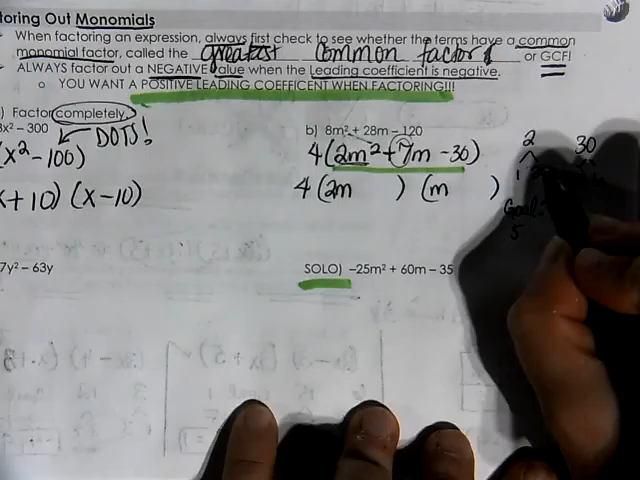 toring Out Monomials
When factoring an expression, always first check to see whether the terms have a common
monomial factor, called the greatest common factor or GCF!
ALWAYS factor out a NEGATIVE value when the leading coefficient is negative.
o YOU WANT A POSITIVE LEADING COEFFICENT WHEN FACTORING!!!
) Factor completely.
3x² – 300
DOTS!
(x² – 100)
(x + 10) (x – 10)
b) 8m² + 28m – 120
4(2m² + 7m – 30)
4(2m ) (m )
2 30
1
Goal:
5
7y² – 63y
SOLO) –25m² + 60m – 35